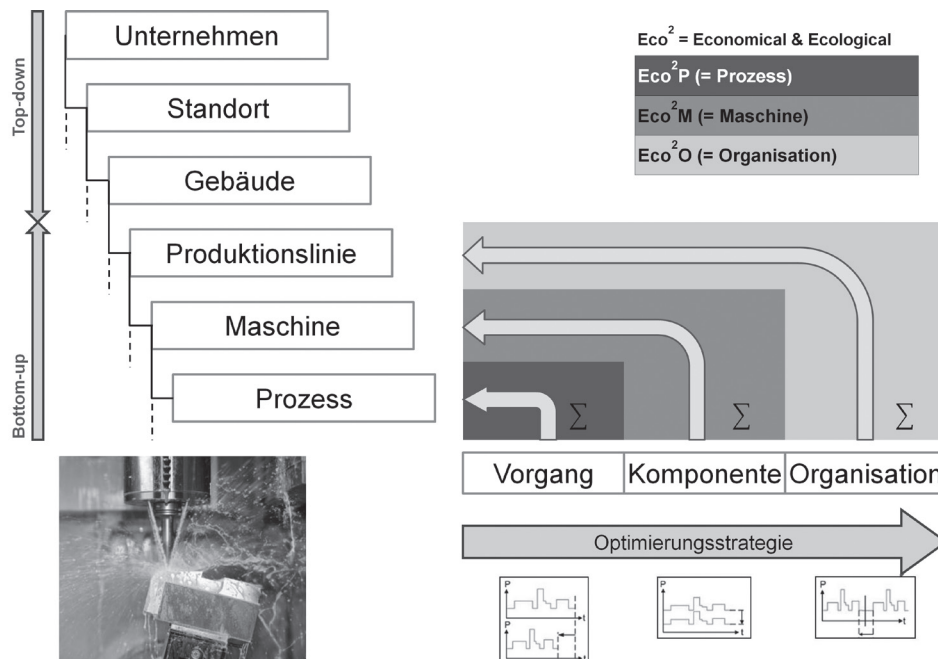 Top-down
Bottom-up
Unternehmen
Standort
Gebäude
Produktionslinie
Maschine
Prozess
Eco² = Economical & Ecological
Eco²P (= Prozess)
Eco²M (= Maschine)
Eco²O (= Organisation)
Σ Σ Σ
Vorgang Komponente Organisation
Optimierungsstrategie
P t
P t
P t
P t